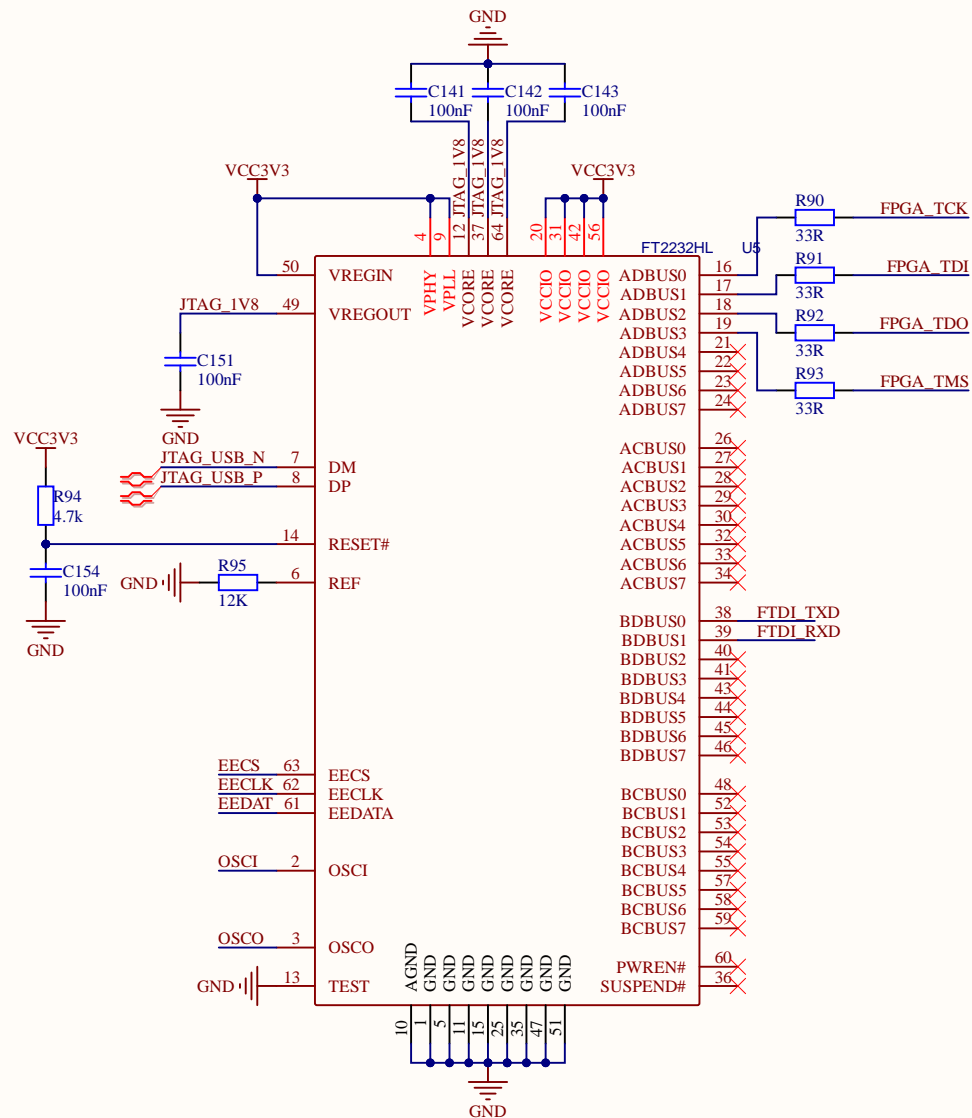 GND
C141
100nF
C142
100nF
C143
100nF
JTAG_1V8
JTAG_1V8
JTAG_1V8
VCC3V3
VCC3V3
4
9
12
37
64
20
31
42
56
FT2232HL
U5
VPHY
VPLL
VCORE
VCORE
VCORE
VCCIO
VCCIO
VCCIO
VCCIO
50 VREGIN
JTAG_1V8 49 VREGOUT
C151
100nF
GND
VCC3V3
JTAG_USB_N 7 DM
JTAG_USB_P 8 DP
R94
4.7k
14 RESET#
C154
100nF
GND
GND
R95
12K
6 REF
EECS 63 EECS
EECLK 62 EECLK
EEDAT 61 EEDATA
OSCI 2 OSCI
OSCO 3 OSCO
GND 13 TEST
ADBUS0 16
ADBUS1 17
ADBUS2 18
ADBUS3 19
ADBUS4 21
ADBUS5 22
ADBUS6 23
ADBUS7 24
R90
33R
FPGA_TCK
R91
33R
FPGA_TDI
R92
33R
FPGA_TDO
R93
33R
FPGA_TMS
ACBUS0 26
ACBUS1 27
ACBUS2 28
ACBUS3 29
ACBUS4 30
ACBUS5 32
ACBUS6 33
ACBUS7 34
BDBUS0 38 FTDI_TXD
BDBUS1 39 FTDI_RXD
BDBUS2 40
BDBUS3 41
BDBUS4 43
BDBUS5 44
BDBUS6 45
BDBUS7 46
BCBUS0 48
BCBUS1 52
BCBUS2 53
BCBUS3 54
BCBUS4 55
BCBUS5 57
BCBUS6 58
BCBUS7 59
PWREN# 60
SUSPEND# 36
AGND
GND
GND
GND
GND
GND
GND
GND
GND
10
1
5
11
15
25
35
47
51
GND